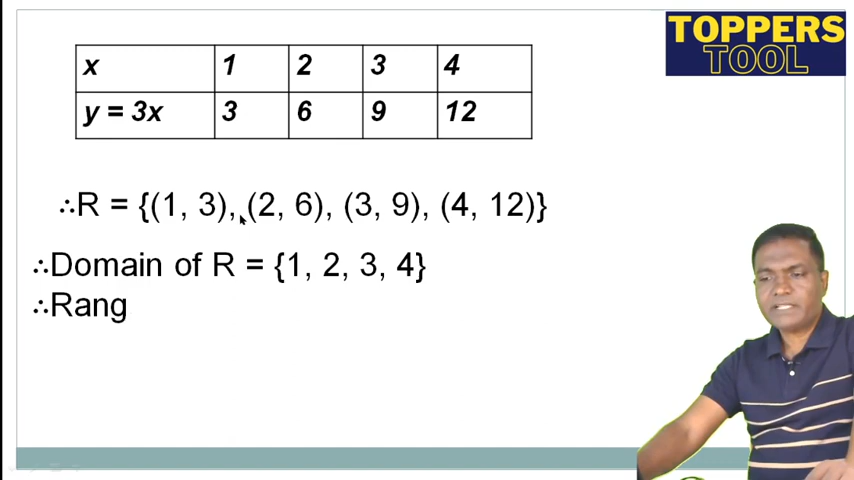 TOPPERS
TOOL
x 1 2 3 4
y = 3x 3 6 9 12
∴R = {(1, 3), (2, 6), (3, 9), (4, 12)}
∴Domain of R = {1, 2, 3, 4}
∴Rang